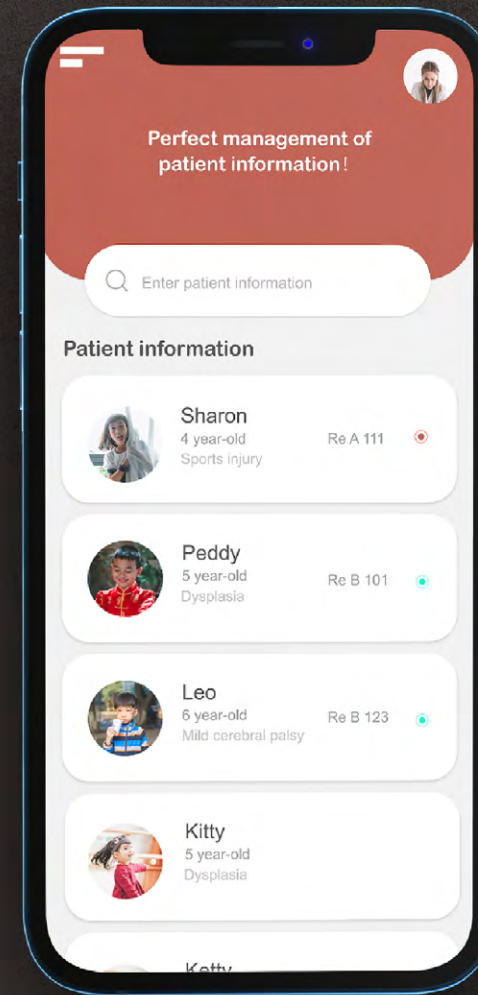 Perfect management of
patient information!
Enter patient information
Patient information
Sharon
4 year-old
Re A 111
Sports injury
Peddy
5 year-old
Re B 101
Dysplasia
Leo
6 year-old
Re B 123
Mild cerebral palsy
Kitty
5 year-old
Dysplasia
Ketty